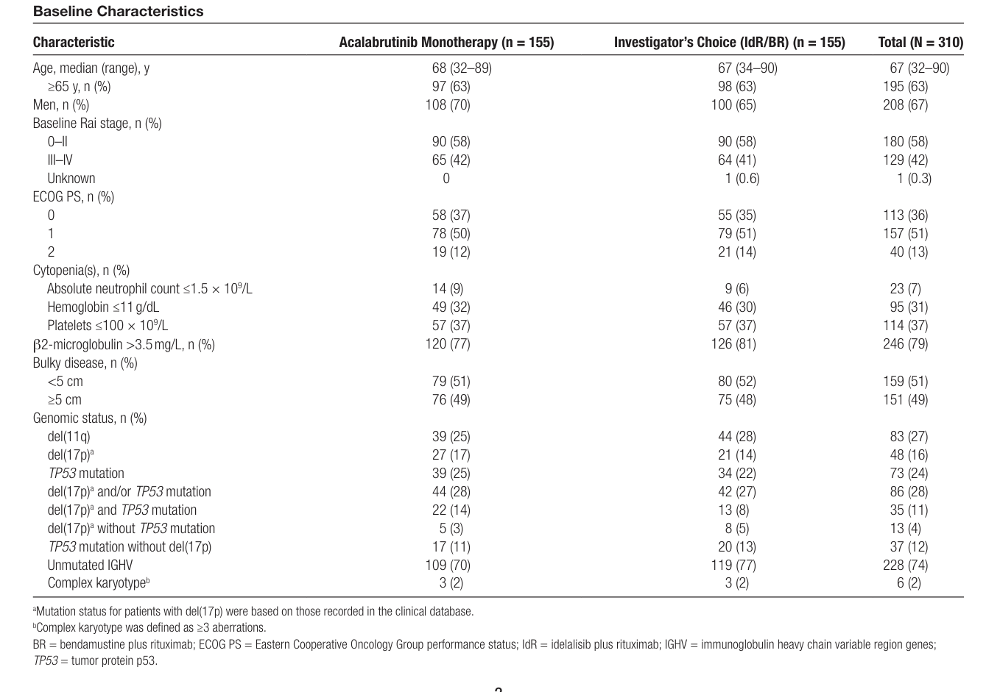 Baseline Characteristics
Characteristic Acalabrutinib Monotherapy (n = 155) Investigator’s Choice (IdR/BR) (n = 155) Total (N = 310)
Age, median (range), y 68 (32–89) 67 (34–90) 67 (32–90)
≥65 y, n (%) 97 (63) 98 (63) 195 (63)
Men, n (%) 108 (70) 100 (65) 208 (67)
Baseline Rai stage, n (%)
0–II 90 (58) 90 (58) 180 (58)
III–IV 65 (42) 64 (41) 129 (42)
Unknown 0 1 (0.6) 1 (0.3)
ECOG PS, n (%)
0 58 (37) 55 (35) 113 (36)
1 78 (50) 79 (51) 157 (51)
2 19 (12) 21 (14) 40 (13)
Cytopenia(s), n (%)
Absolute neutrophil count ≤1.5 × 10⁹/L 14 (9) 9 (6) 23 (7)
Hemoglobin ≤11 g/dL 49 (32) 46 (30) 95 (31)
Platelets ≤100 × 10⁹/L 57 (37) 57 (37) 114 (37)
β2-microglobulin >3.5 mg/L, n (%) 120 (77) 126 (81) 246 (79)
Bulky disease, n (%)
<5 cm 79 (51) 80 (52) 159 (51)
≥5 cm 76 (49) 75 (48) 151 (49)
Genomic status, n (%)
del(11q) 39 (25) 44 (28) 83 (27)
del(17p)ᵃ 27 (17) 21 (14) 48 (16)
TP53 mutation 39 (25) 34 (22) 73 (24)
del(17p)ᵃ and/or TP53 mutation 44 (28) 42 (27) 86 (28)
del(17p)ᵃ and TP53 mutation 22 (14) 13 (8) 35 (11)
del(17p)ᵃ without TP53 mutation 5 (3) 8 (5) 13 (4)
TP53 mutation without del(17p) 17 (11) 20 (13) 37 (12)
Unmutated IGHV 109 (70) 119 (77) 228 (74)
Complex karyotypeᵇ 3 (2) 3 (2) 6 (2)
ᵃMutation status for patients with del(17p) were based on those recorded in the clinical database.
ᵇComplex karyotype was defined as ≥3 aberrations.
BR = bendamustine plus rituximab; ECOG PS = Eastern Cooperative Oncology Group performance status; IdR = idelalisib plus rituximab; IGHV = immunoglobulin heavy chain variable region genes;
TP53 = tumor protein p53.